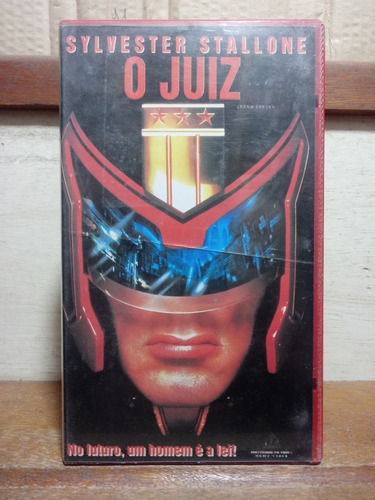 SYLVESTER STALLONE
O JUIZ
No futuro, um homem é a lei!